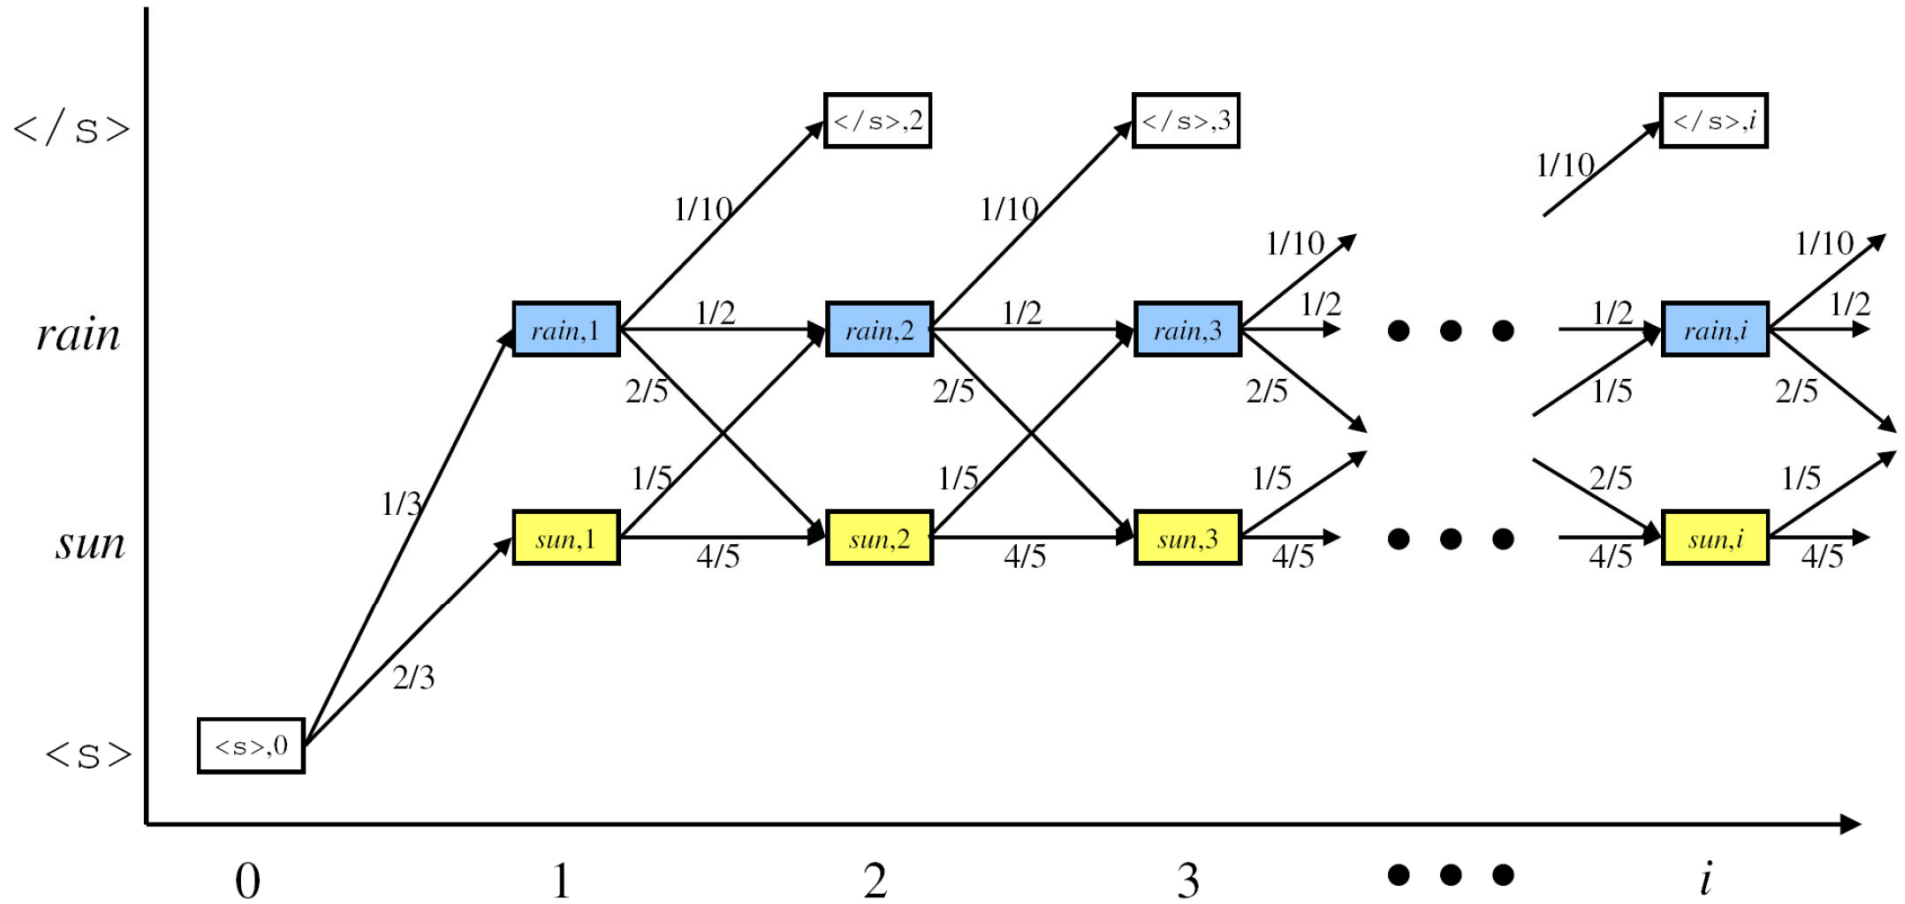 </s>
</s>,2
</s>,3
</s>,i
1/10
1/10
1/10
1/10
1/10
rain
rain,1
1/2
rain,2
1/2
rain,3
1/2
1/2
rain,i
1/2
2/5
2/5
2/5
1/5
2/5
1/5
1/5
1/5
2/5
1/5
sun
sun,1
4/5
sun,2
4/5
sun,3
4/5
4/5
sun,i
4/5
1/3
2/3
<s>
<s>,0
0
1
2
3
i